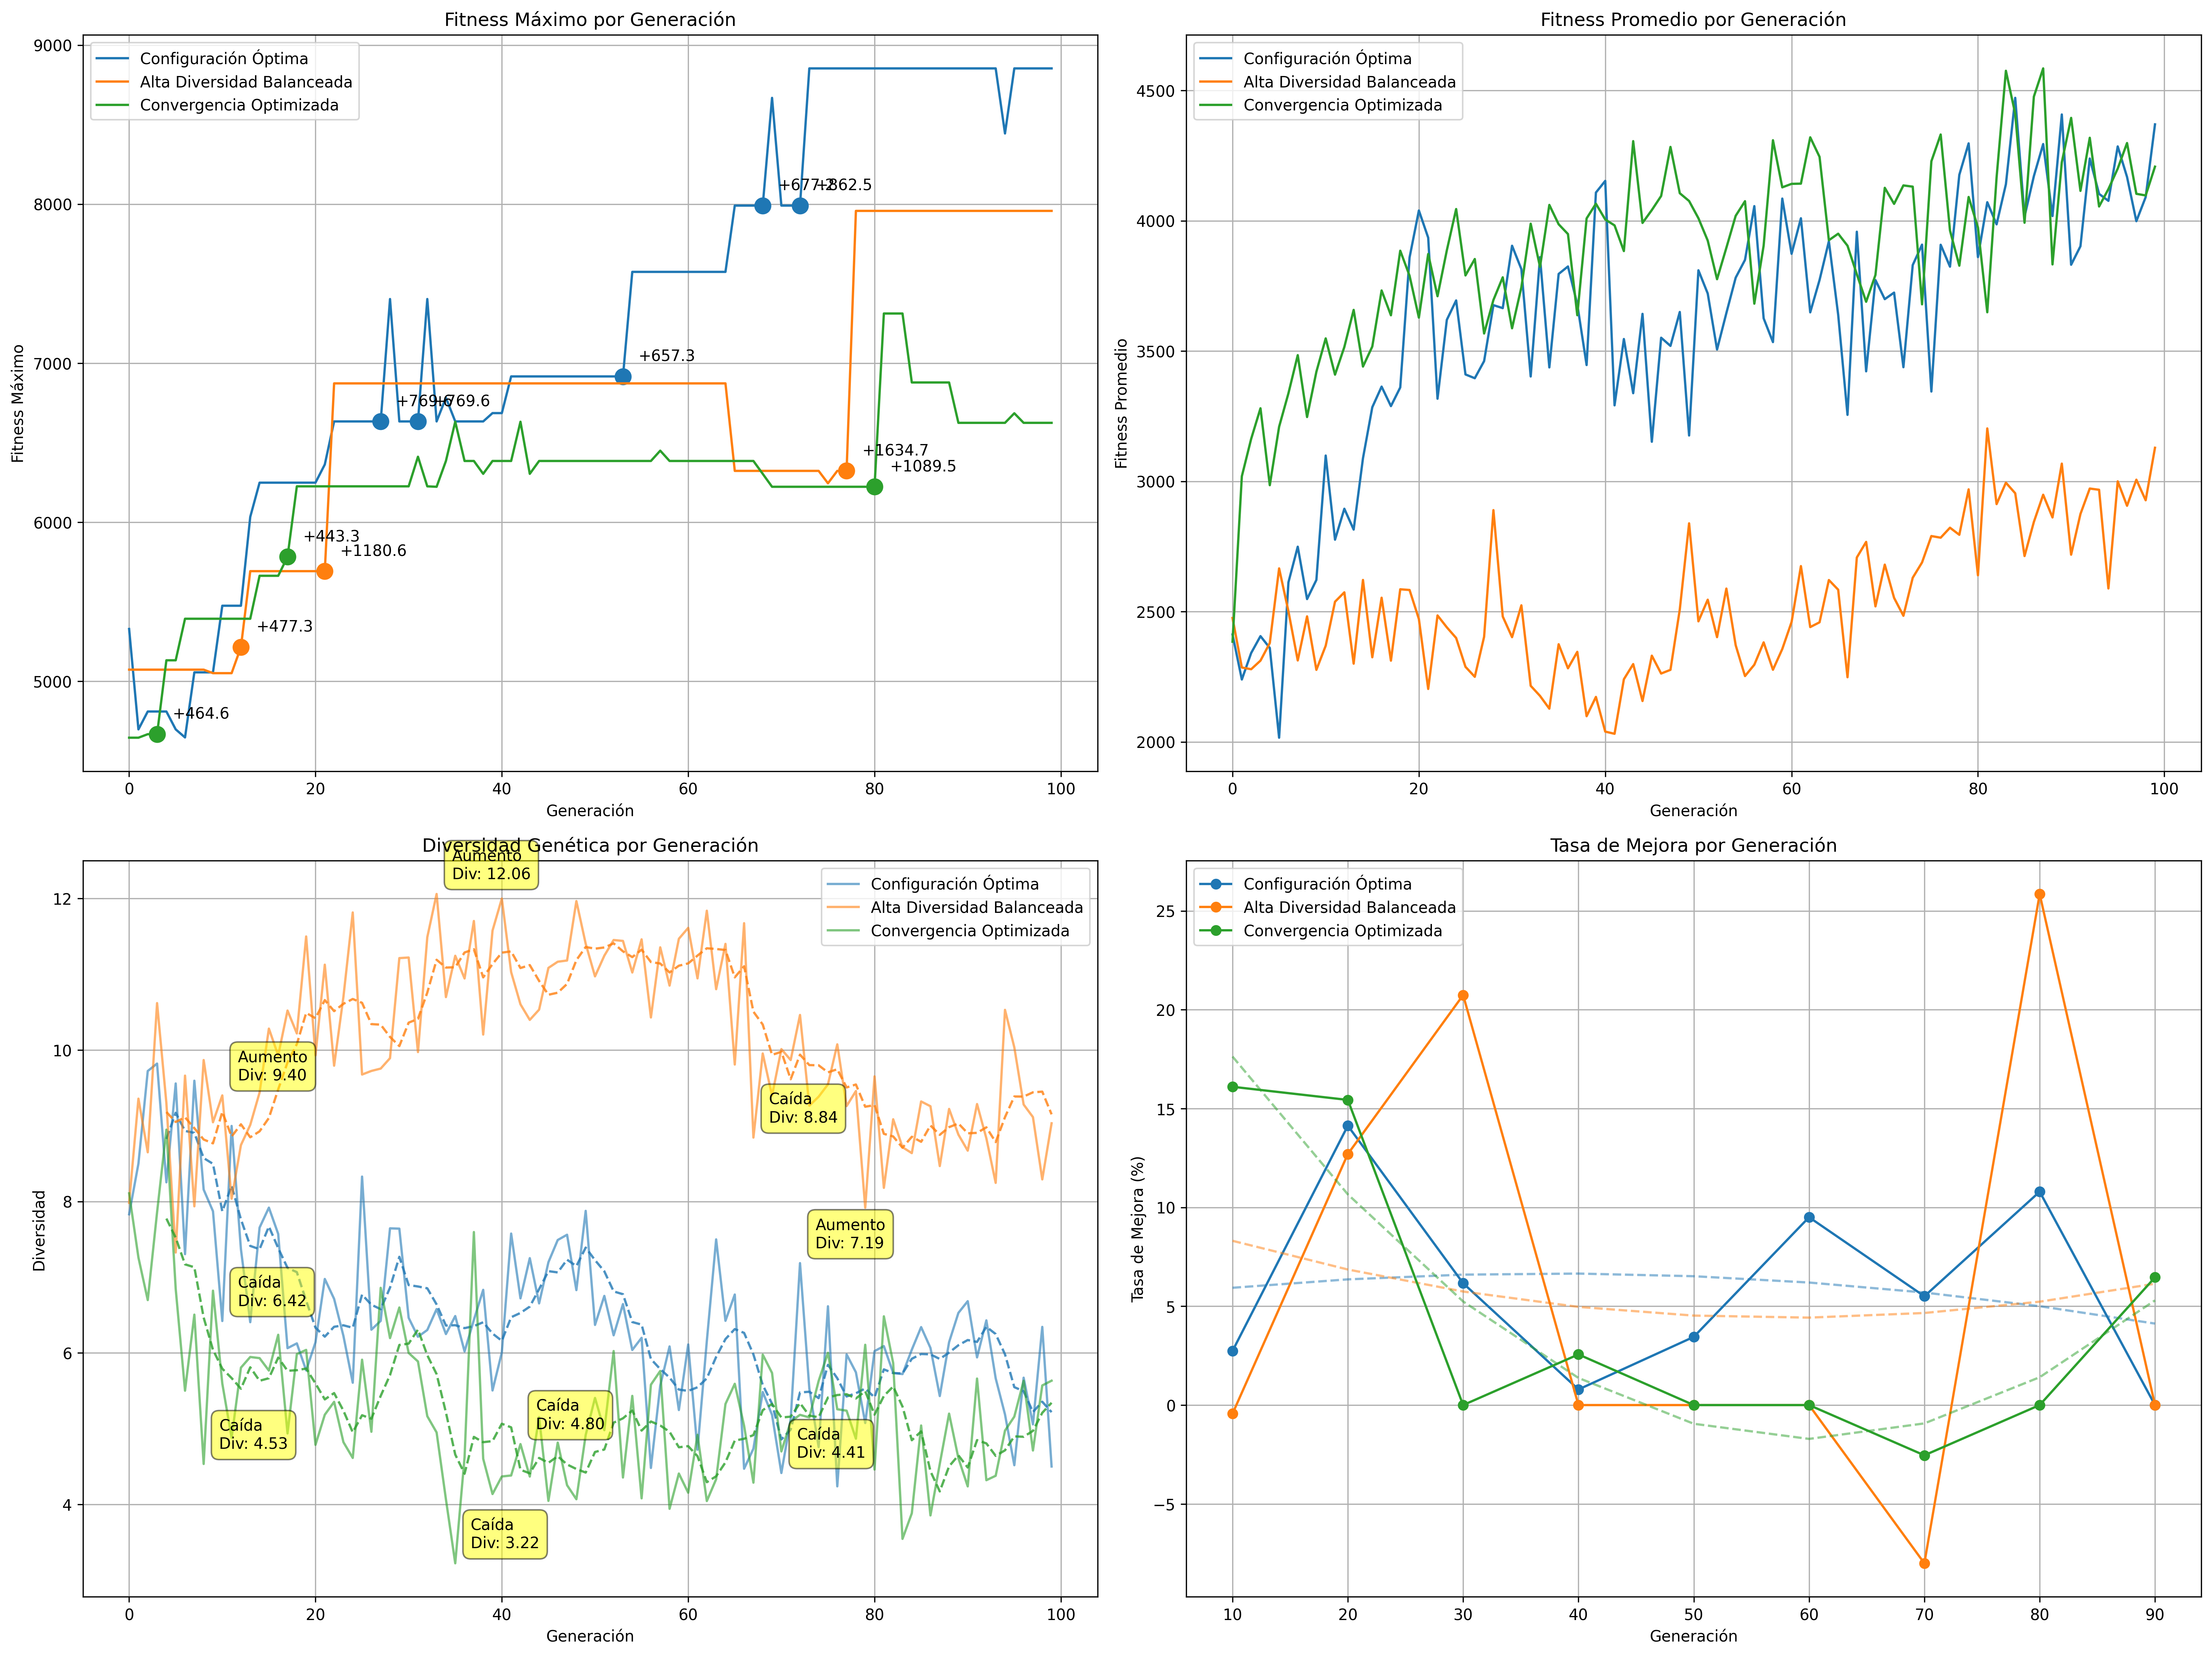 Fitness Máximo por Generación
Configuración Óptima
Alta Diversidad Balanceada
Convergencia Optimizada
9000
8000
7000
6000
5000
Fitness Máximo
+677.2
+862.5
+657.3
+769.6
+769.6
+1634.7
+1089.5
+443.3
+1180.6
+477.3
+464.6
0
20
40
60
80
100
Generación
Fitness Promedio por Generación
Configuración Óptima
Alta Diversidad Balanceada
Convergencia Optimizada
4500
4000
3500
3000
2500
2000
Fitness Promedio
0
20
40
60
80
100
Generación
Diversidad Genética por Generación
Configuración Óptima
Alta Diversidad Balanceada
Convergencia Optimizada
12
10
8
6
4
Diversidad
Aumento
Div: 12.06
Aumento
Div: 9.40
Caída
Div: 8.84
Aumento
Div: 7.19
Caída
Div: 6.42
Caída
Div: 4.53
Caída
Div: 4.80
Caída
Div: 4.41
Caída
Div: 3.22
0
20
40
60
80
100
Generación
Tasa de Mejora por Generación
Configuración Óptima
Alta Diversidad Balanceada
Convergencia Optimizada
25
20
15
10
5
0
−5
Tasa de Mejora (%)
10
20
30
40
50
60
70
80
90
Generación